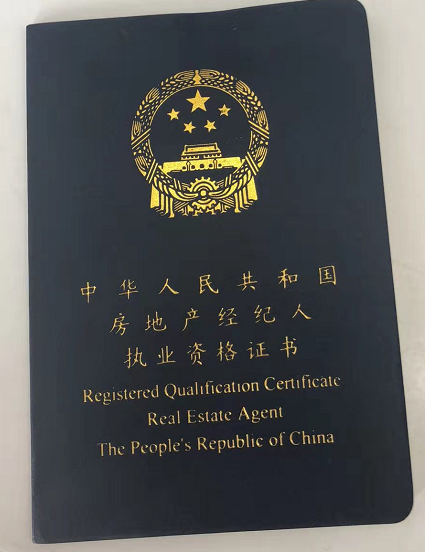 中华人民共和国
房地产经纪人
执业资格证书
Registered Qualification Certificate
Real Estate Agent
The People's Republic of China